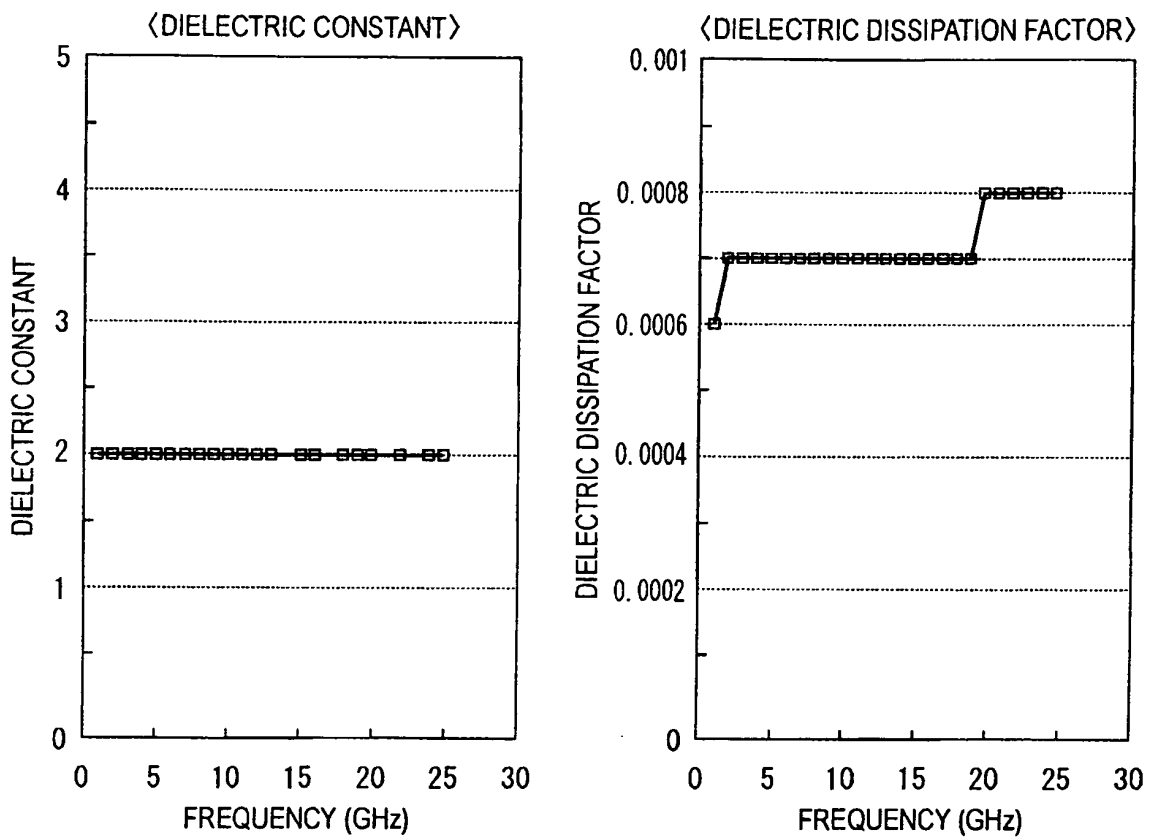 〈DIELECTRIC CONSTANT〉
5
4
3
2
1
0
DIELECTRIC CONSTANT
0 5 10 15 20 25 30
FREQUENCY (GHz)
〈DIELECTRIC DISSIPATION FACTOR〉
0.001
0.0008
0.0006
0.0004
0.0002
0
DIELECTRIC DISSIPATION FACTOR
0 5 10 15 20 25 30
FREQUENCY (GHz)